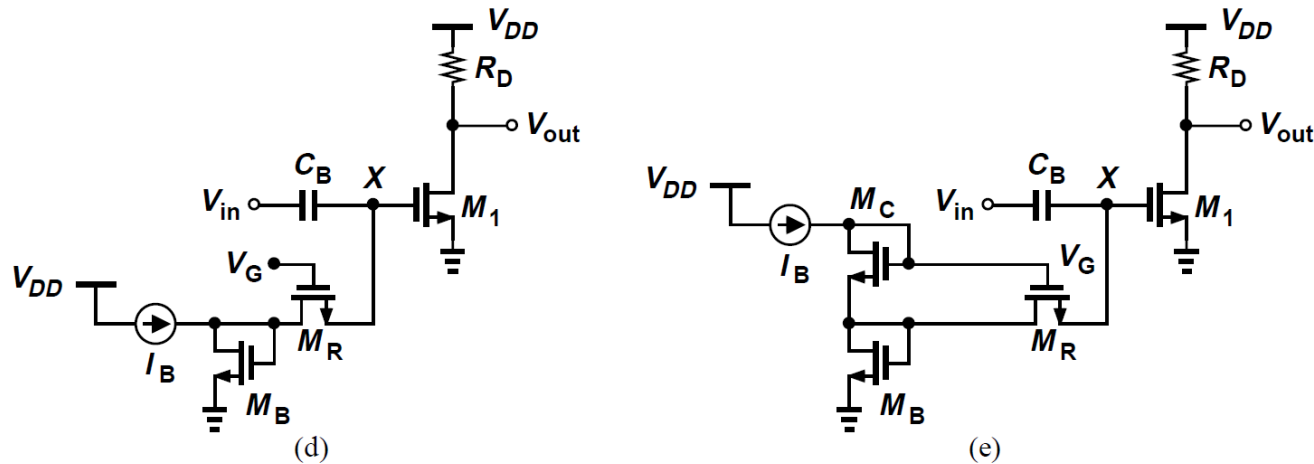 VDD
RD
Vout
CB
X
Vin
M1
VG
VDD
IB
MR
MB
(d)
VDD
RD
Vout
CB
X
VDD
MC
Vin
M1
IB
VG
MR
MB
(e)